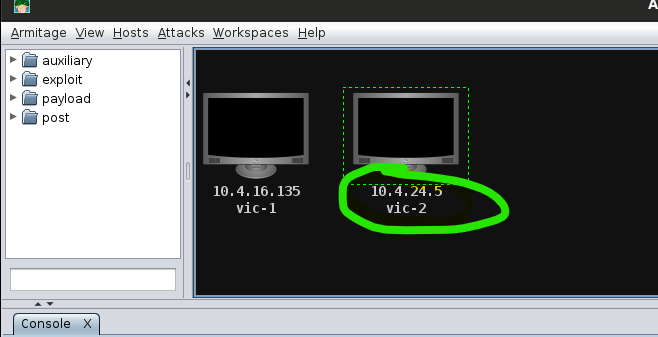 A
Armitage View Hosts Attacks Workspaces Help
auxiliary
exploit
payload
post
10.4.16.135
vic-1
10.4.24.5
vic-2
Console X